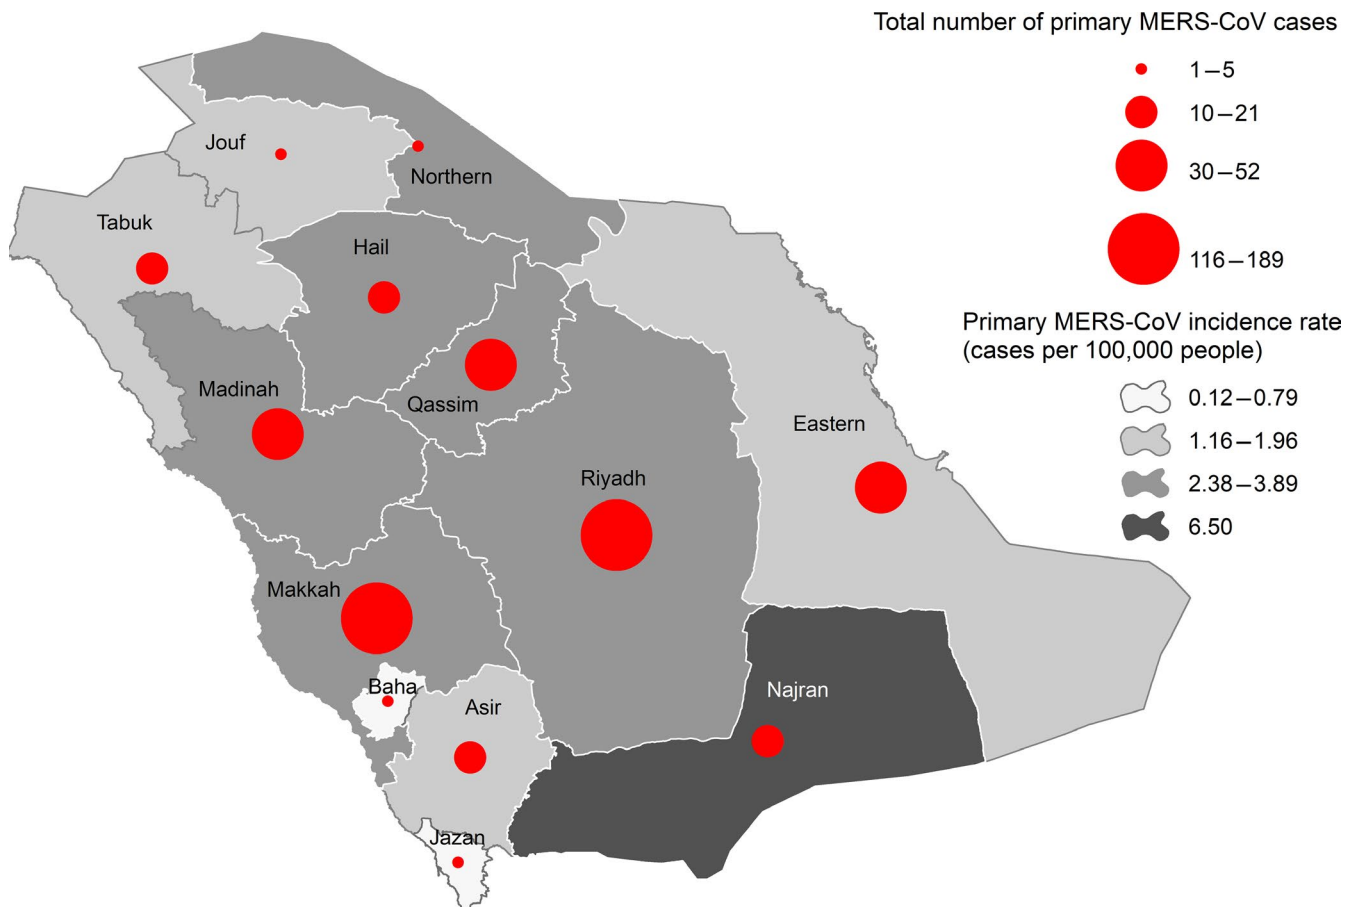 Total number of primary MERS-CoV cases
1–5
10–21
30–52
116–189
Primary MERS-CoV incidence rate
(cases per 100,000 people)
0.12–0.79
1.16–1.96
2.38–3.89
6.50
Jouf
Northern
Tabuk
Hail
Madinah
Qassim
Eastern
Riyadh
Makkah
Baha
Asir
Najran
Jazan